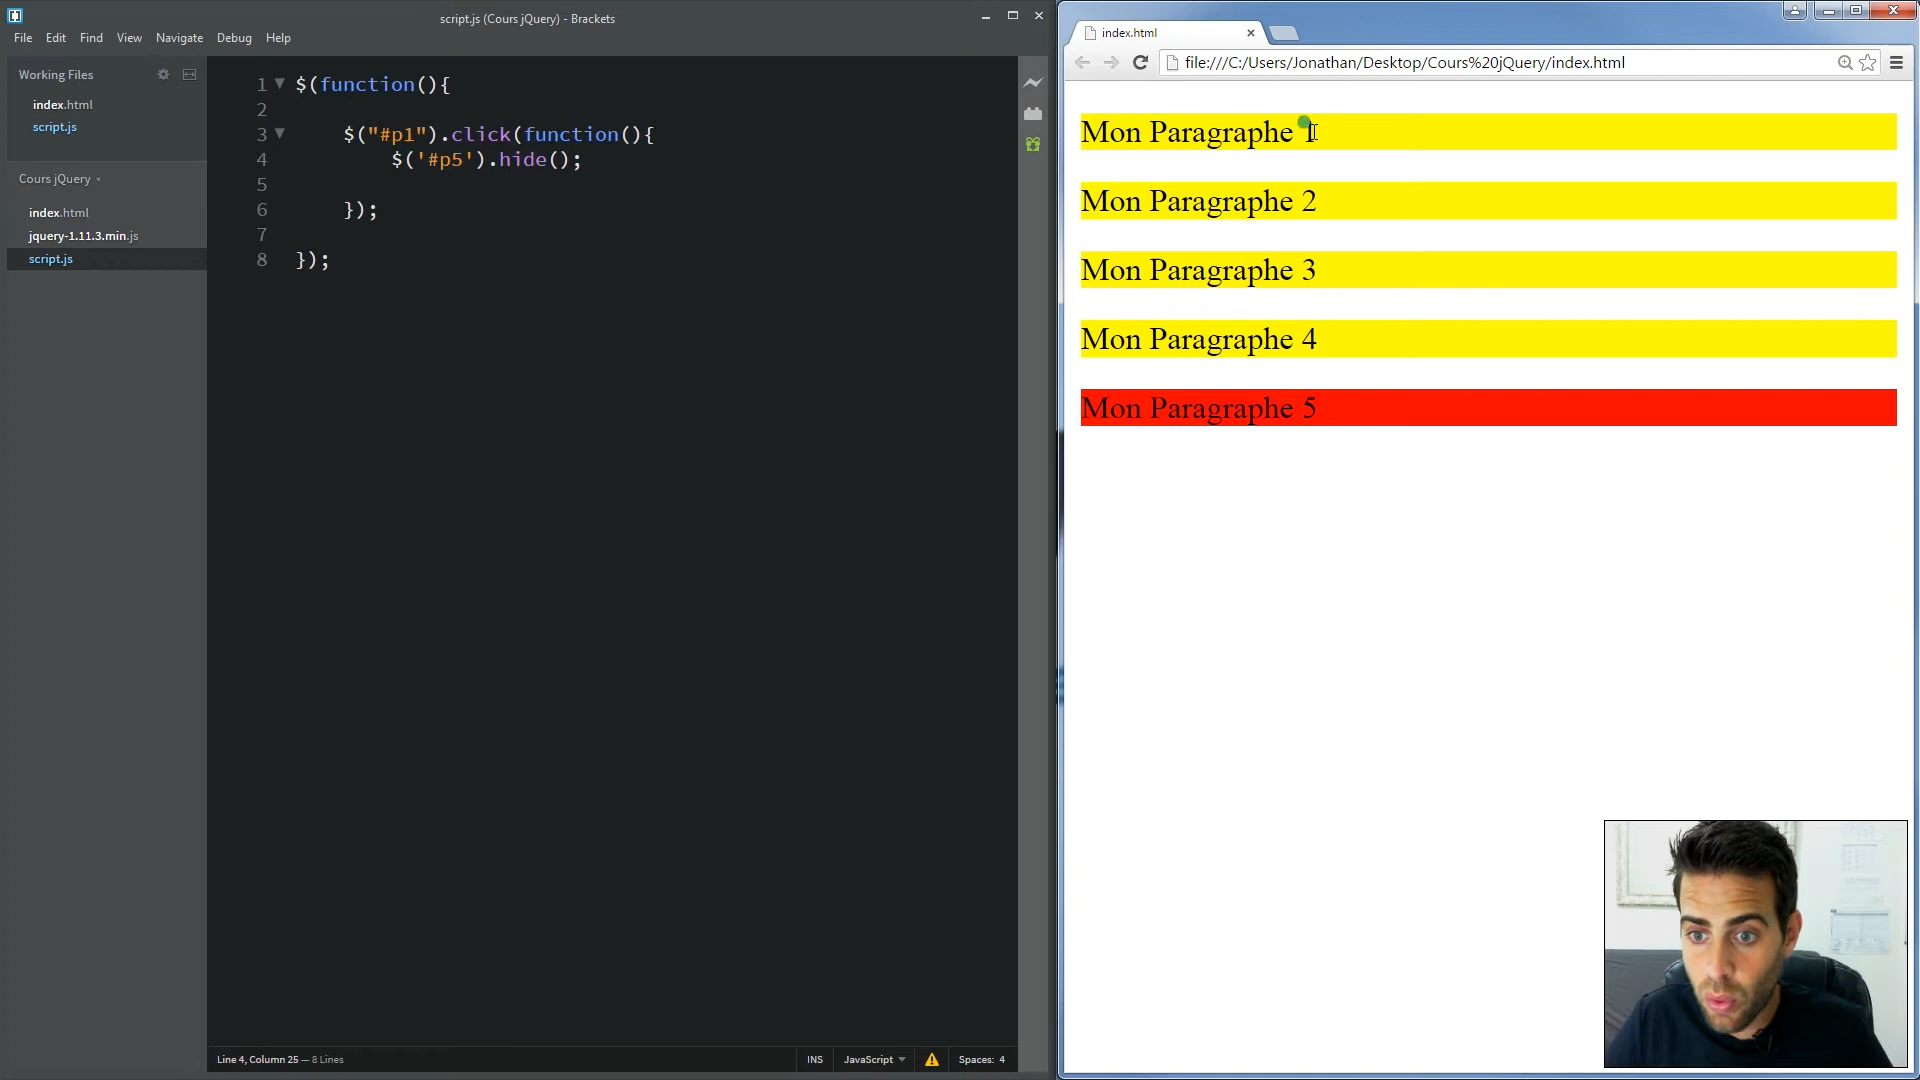 script.js (Cours jQuery) - Brackets
File Edit Find View Navigate Debug Help
Working Files
index.html
script.js
Cours jQuery
index.html
jquery-1.11.3.min.js
script.js
1 $(function(){
2
3 $("#p1").click(function(){
4 $('#p5').hide();
5
6 });
7
8 });
Line 4, Column 25 — 8 Lines
INS JavaScript Spaces: 4
index.html
file:///C:/Users/Jonathan/Desktop/Cours%20jQuery/index.html
Mon Paragraphe 1
Mon Paragraphe 2
Mon Paragraphe 3
Mon Paragraphe 4
Mon Paragraphe 5